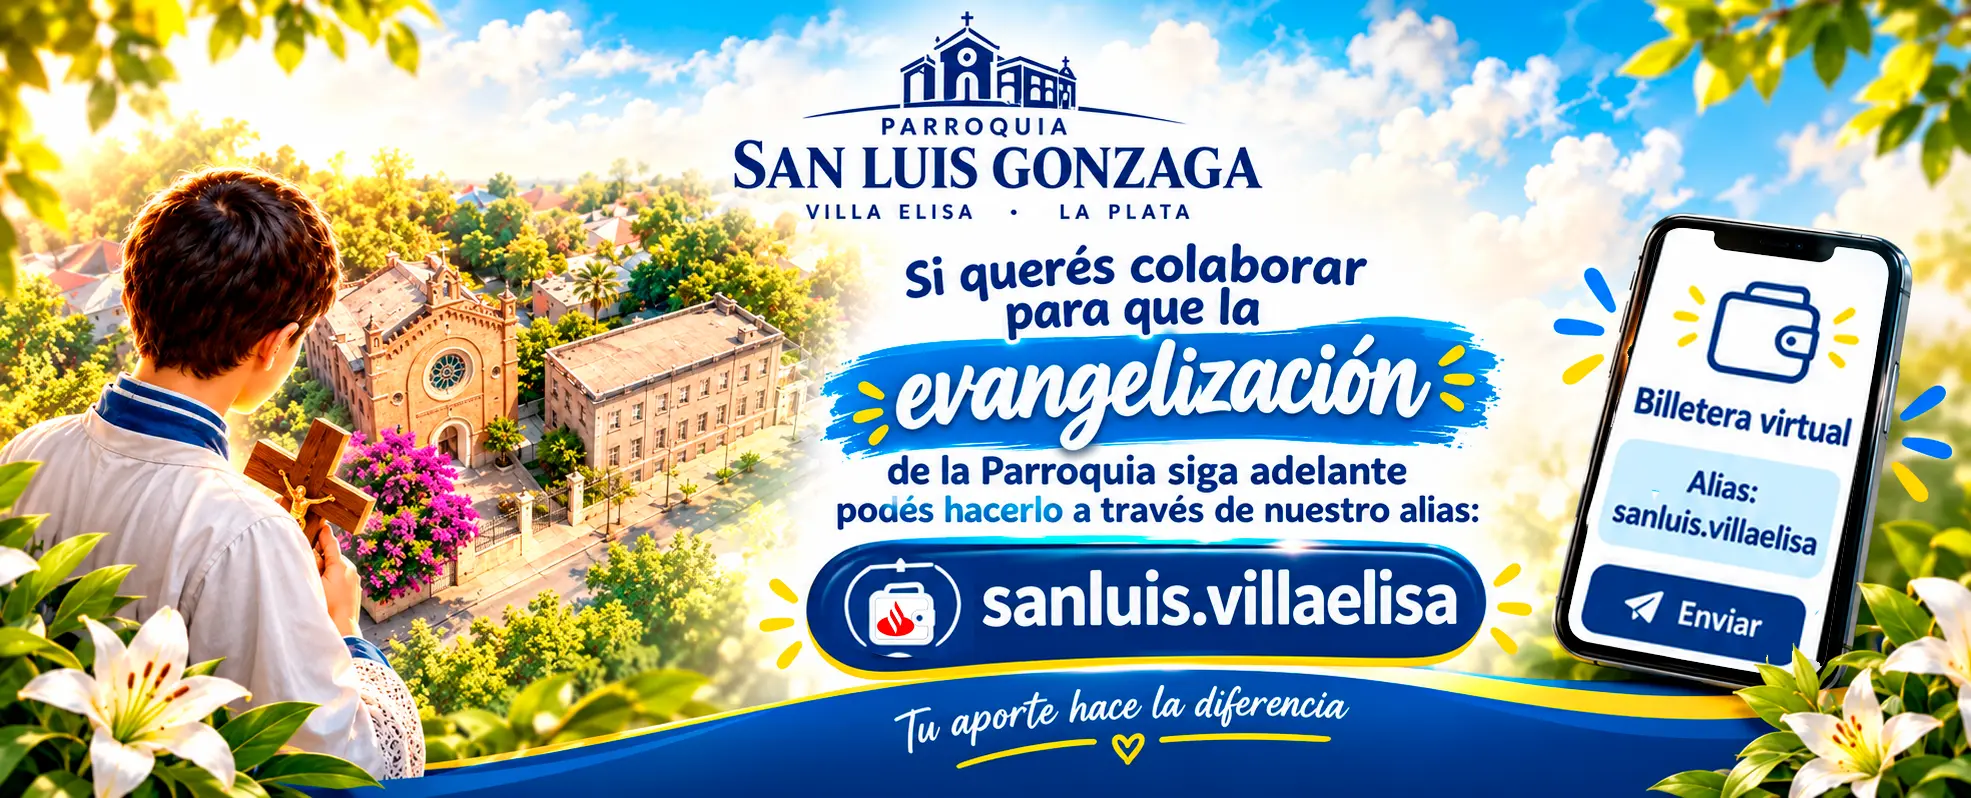 PARROQUIA
SAN LUIS GONZAGA
VILLA ELISA • LA PLATA
Si querés colaborar
para que la
evangelización
de la Parroquia siga adelante
podés hacerlo a través de nuestro alias:
sanluis.villaelisa
Tu aporte hace la diferencia
Billetera virtual
Alias:
sanluis.villaelisa
Enviar